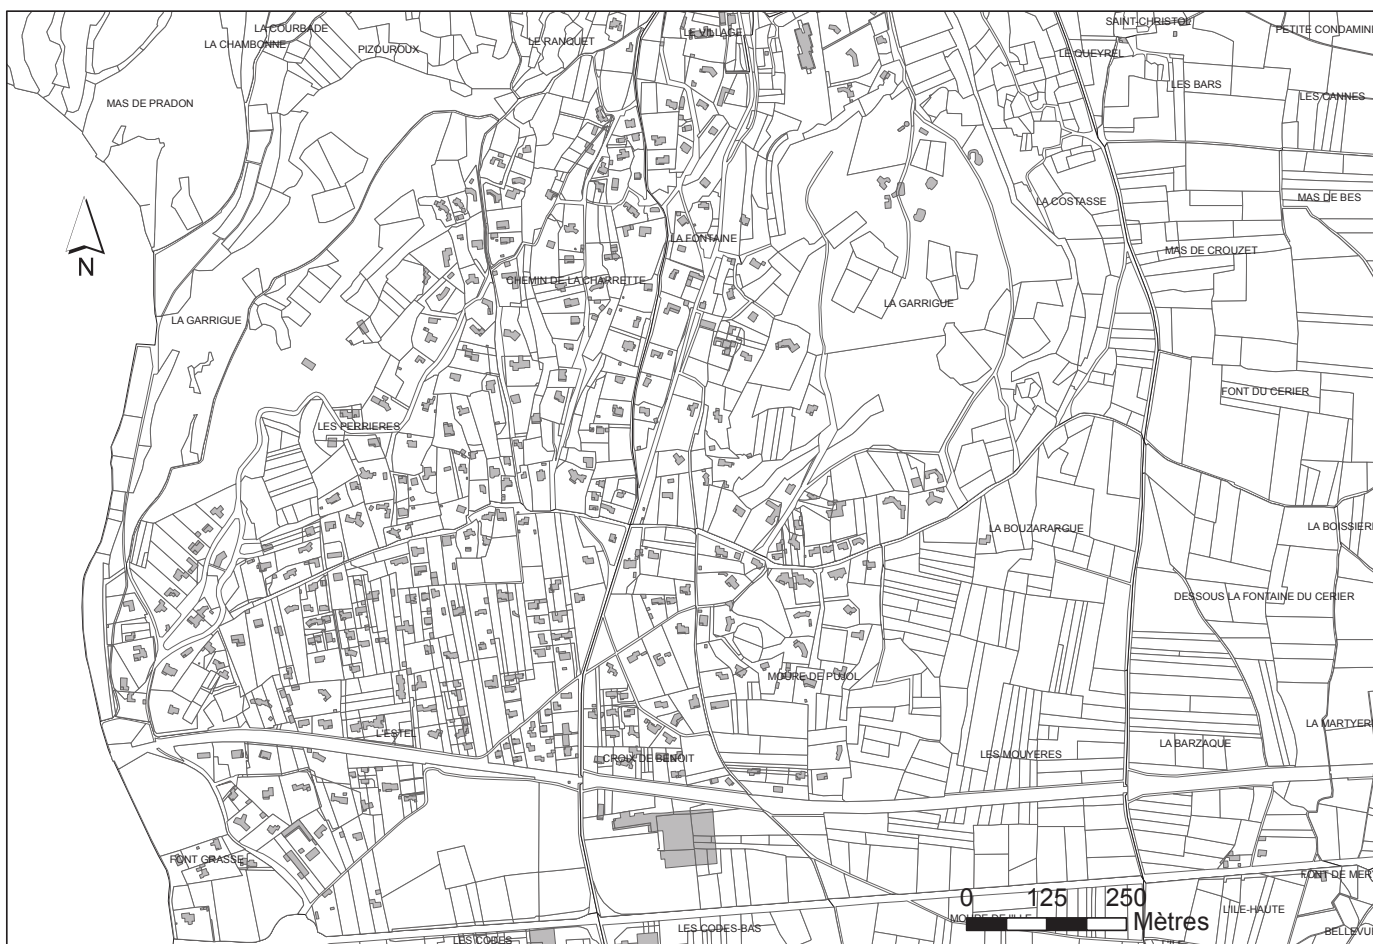 SAINT-CHRISTOL
LA COURBADE
PETITE CONDAMINE
LE VILLAGE
LE RANQUET
LA CHAMBONNE
PIZOUROUX
LE QUEYREL
LES BARS
LES CANNES
MAS DE PRADON
MAS DE BES
LA COSTASSE
LA FONTAINE
MAS DE CROUZET
N
CHEMIN DE LA CHARRETTE
LA GARRIGUE
LA GARRIGUE
FONT DU CERIER
LES PERRIERES
LA BOISSIERE
LA BOUZARARGUE
DESSOUS LA FONTAINE DU CERIER
MOURE DE PUJOL
LA MARTYERE
L'ESTEL
LA BARZAQUE
LES MOUYERES
CROIX DE BENOIT
FONT GRASSE
FONT DE MER
0 125 250
L'ILE-HAUTE
Mètres
LES CODES-BAS
BELLEVUE
LES CODES